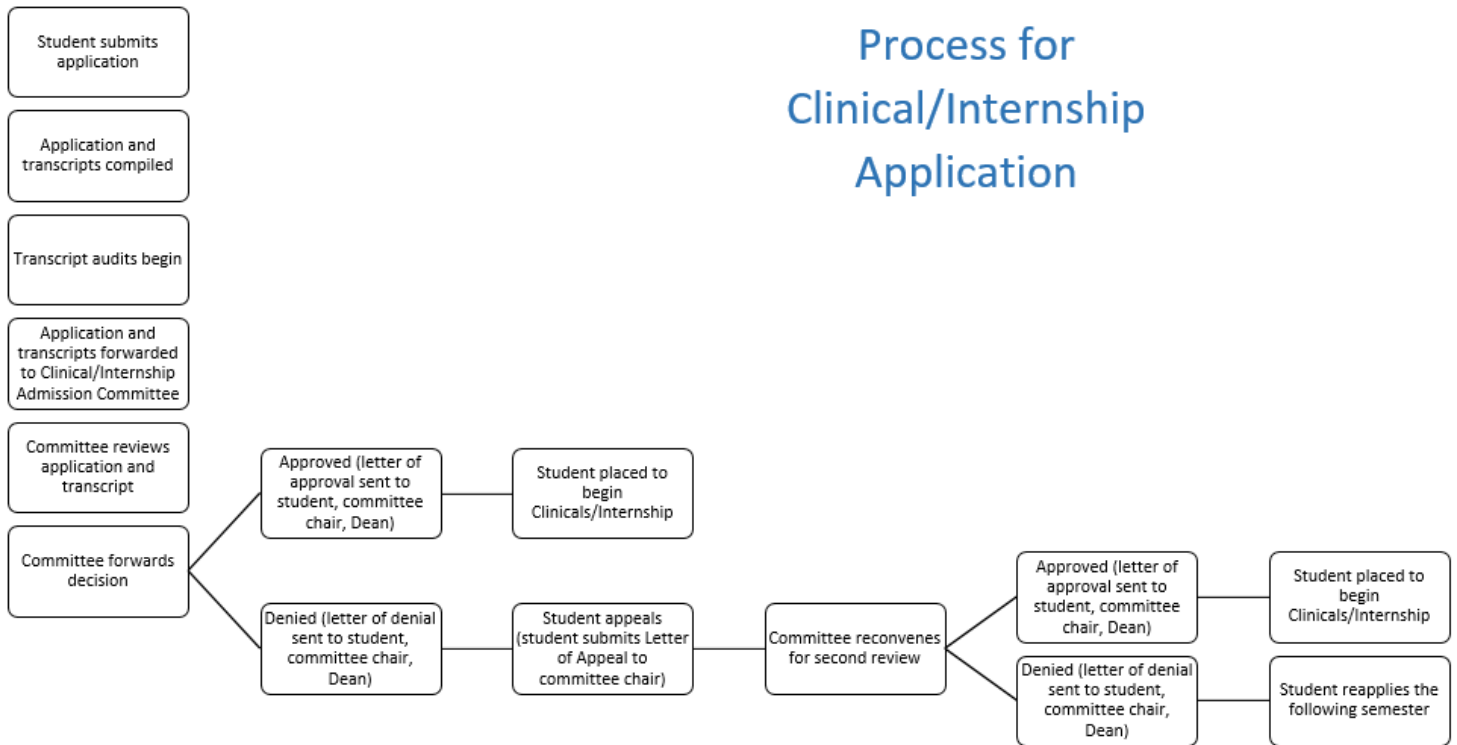 Process for
Clinical/Internship
Application
Student submits
application
Application and
transcripts compiled
Transcript audits begin
Application and
transcripts forwarded
to Clinical/Internship
Admission Committee
Committee reviews
application and
transcript
Committee forwards
decision
Approved (letter of
approval sent to
student, committee
chair, Dean)
Student placed to
begin
Clinicals/Internship
Denied (letter of denial
sent to student,
committee chair,
Dean)
Student appeals
(student submits Letter
of Appeal to
committee chair)
Committee reconvenes
for second review
Approved (letter of
approval sent to
student, committee
chair, Dean)
Student placed to
begin
Clinicals/Internship
Denied (letter of denial
sent to student,
committee chair,
Dean)
Student reapplies the
following semester